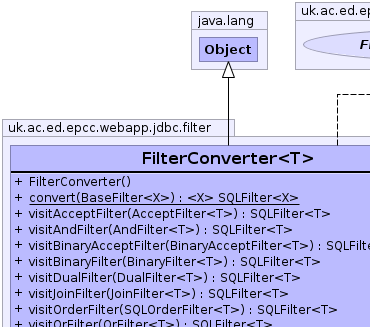 java.lang
uk.ac.ed.ep
Object
F
uk.ac.ed.epcc.webapp.jdbc.filter
FilterConverter<T>
+ FilterConverter()
+ convert(BaseFilter<X>) : <X> SQLFilter<X>
+ visitAcceptFilter(AcceptFilter<T>) : SQLFilter<T>
+ visitAndFilter(AndFilter<T>) : SQLFilter<T>
+ visitBinaryAcceptFilter(BinaryAcceptFilter<T>) : SQLFilt
+ visitBinaryFilter(BinaryFilter<T>) : SQLFilter<T>
+ visitDualFilter(DualFilter<T>) : SQLFilter<T>
+ visitJoinFilter(JoinFilter<T>) : SQLFilter<T>
+ visitOrderFilter(SQLOrderFilter<T>) : SQLFilter<T>
+ visitOrFilter(OrFilter<T>) : SQLFilter<T>